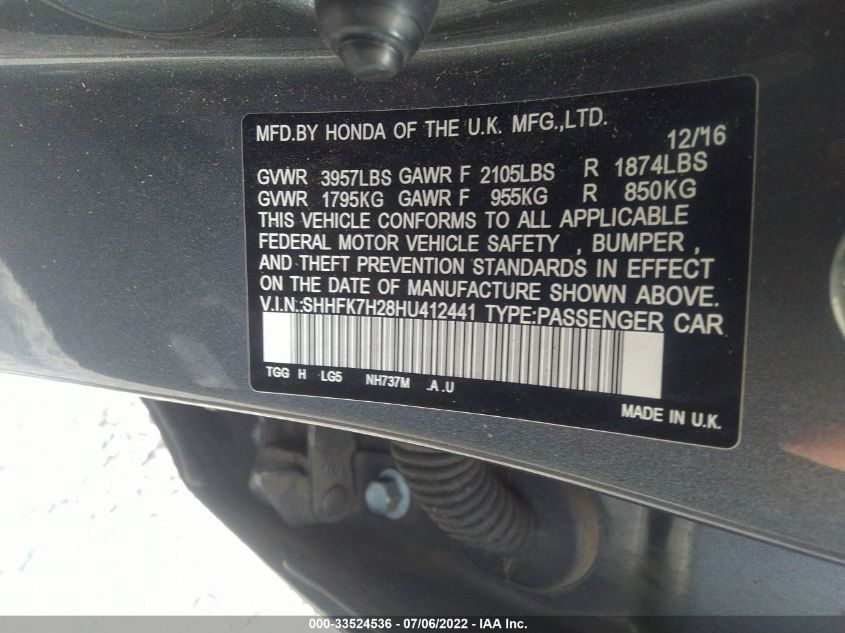 MFD.BY HONDA OF THE U.K. MFG.,LTD.
12/16
GVWR 3957LBS GAWR F 2105LBS R 1874LBS
GVWR 1795KG GAWR F 955KG R 850KG
THIS VEHICLE CONFORMS TO ALL APPLICABLE
FEDERAL MOTOR VEHICLE SAFETY , BUMPER ,
AND THEFT PREVENTION STANDARDS IN EFFECT
ON THE DATE OF MANUFACTURE SHOWN ABOVE.
V.I.N.:SHHFK7H28HU412441 TYPE:PASSENGER CAR
TGG H LG5 NH737M .A .U
MADE IN U.K.
000-33524536 - 07/06/2022 - IAA Inc.